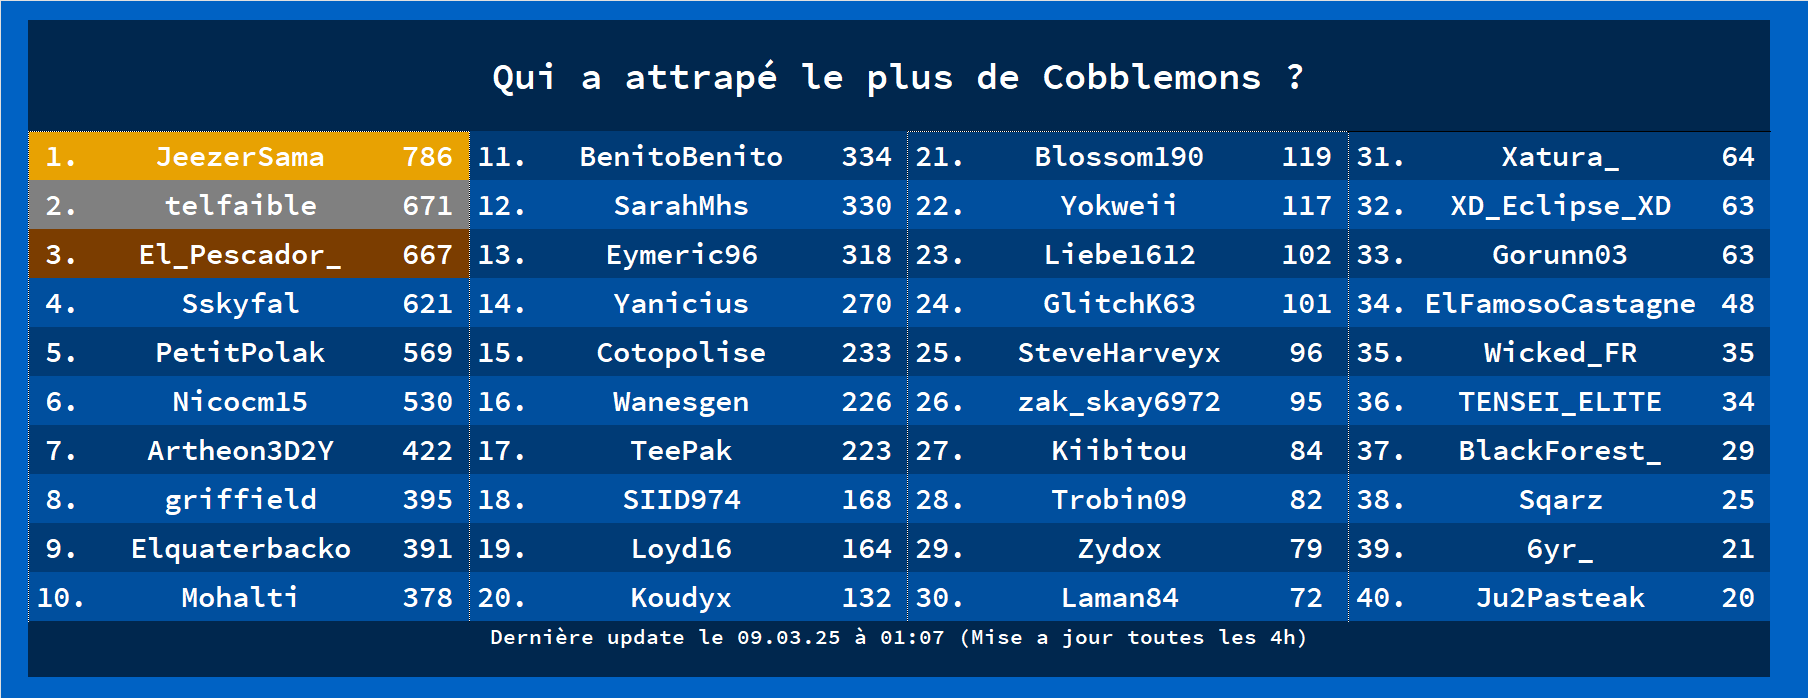 Qui a attrapé le plus de Cobblemons ?
1. JeezerSama 786 11. BenitoBenito 334 21. Blossom190 119 31. Xatura_ 64
2. telfaible 671 12. SarahMhs 330 22. Yokweii 117 32. XD_Eclipse_XD 63
3. El_Pescador_ 667 13. Eymeric96 318 23. Liebe1612 102 33. Gorunn03 63
4. Sskyfal 621 14. Yanicius 270 24. GlitchK63 101 34. ElFamosoCastagne 48
5. PetitPolak 569 15. Cotopolise 233 25. SteveHarveyx 96 35. Wicked_FR 35
6. Nicocm15 530 16. Wanesgen 226 26. zak_skay6972 95 36. TENSEI_ELITE 34
7. Artheon3D2Y 422 17. TeePak 223 27. Kiibitou 84 37. BlackForest_ 29
8. griffield 395 18. SIID974 168 28. Trobin09 82 38. Sqarz 25
9. Elquaterbacko 391 19. Loyd16 164 29. Zydox 79 39. 6yr_ 21
10. Mohalti 378 20. Koudyx 132 30. Laman84 72 40. Ju2Pasteak 20
Dernière update le 09.03.25 à 01:07 (Mise a jour toutes les 4h)